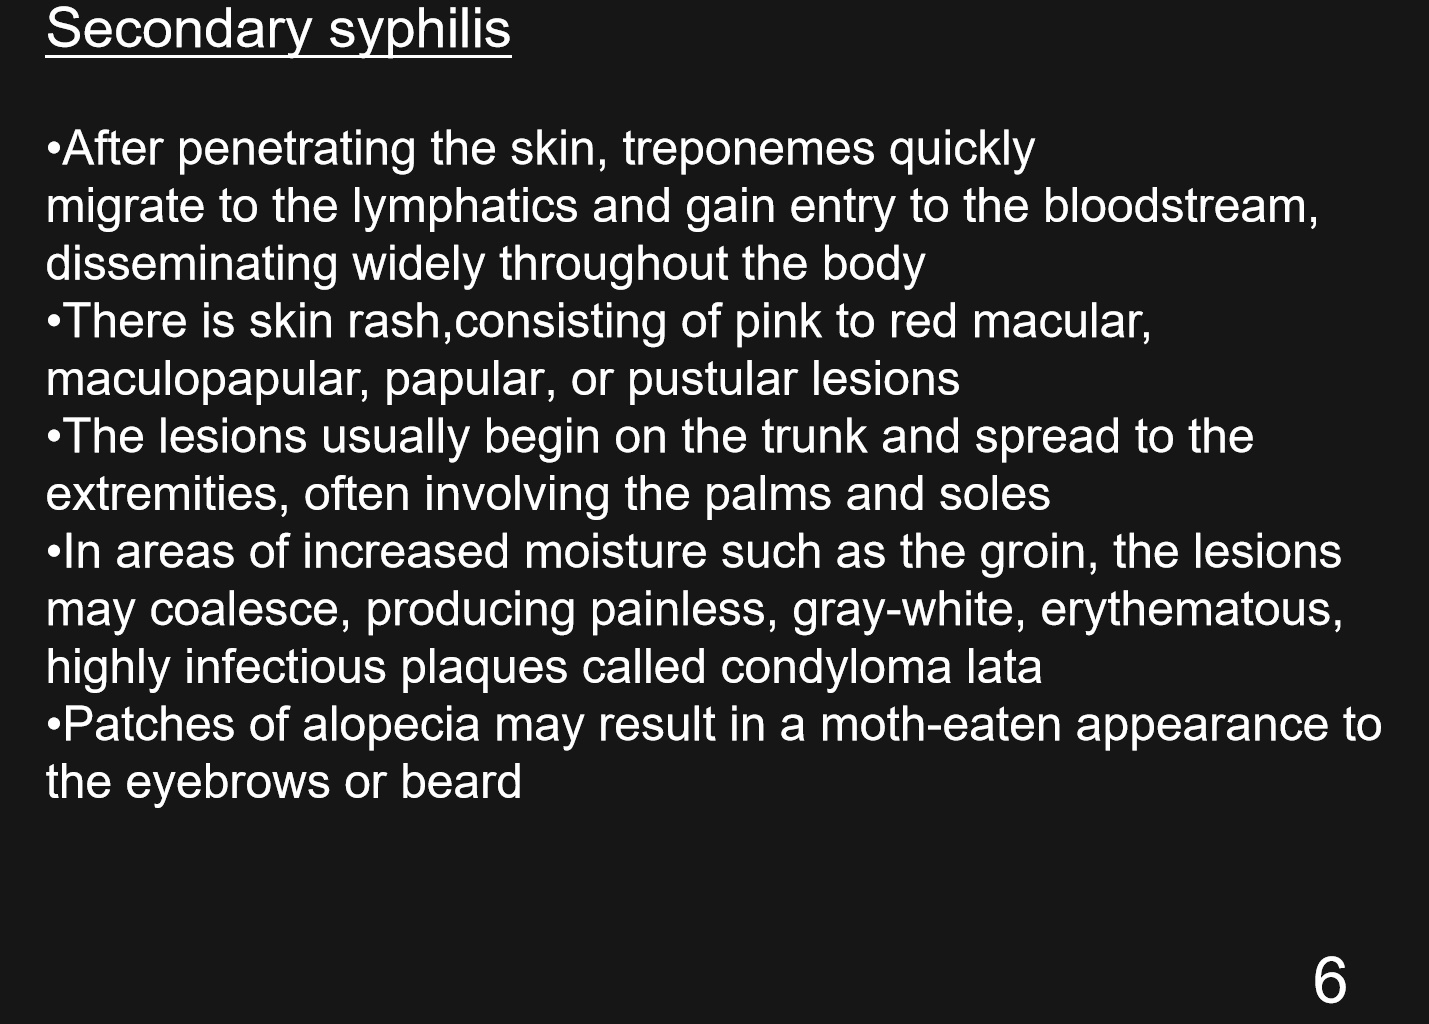 Secondary syphilis
•After penetrating the skin, treponemes quickly
migrate to the lymphatics and gain entry to the bloodstream,
disseminating widely throughout the body
•There is skin rash,consisting of pink to red macular,
maculopapular, papular, or pustular lesions
•The lesions usually begin on the trunk and spread to the
extremities, often involving the palms and soles
•In areas of increased moisture such as the groin, the lesions
may coalesce, producing painless, gray-white, erythematous,
highly infectious plaques called condyloma lata
•Patches of alopecia may result in a moth-eaten appearance to
the eyebrows or beard
6